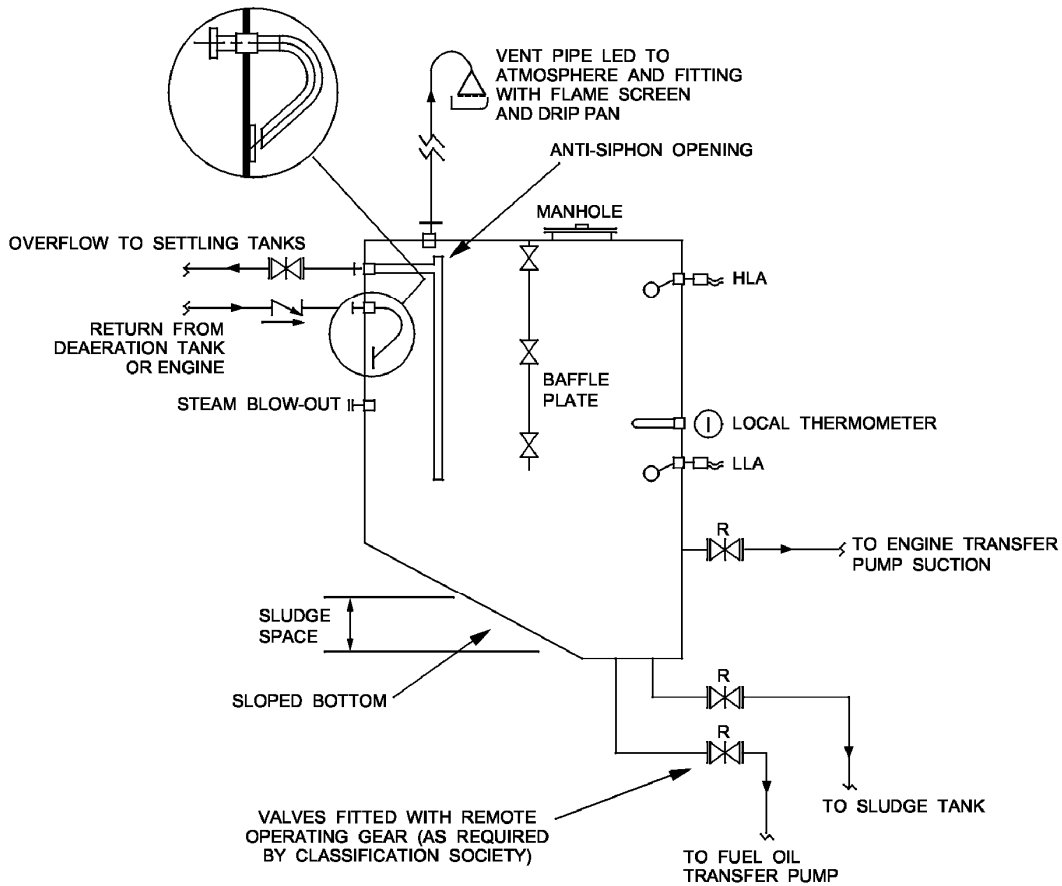 VENT PIPE LED TO
ATMOSPHERE AND FITTING
WITH FLAME SCREEN
AND DRIP PAN
ANTI-SIPHON OPENING
MANHOLE
OVERFLOW TO SETTLING TANKS
HLA
RETURN FROM
DEAERATION TANK
OR ENGINE
BAFFLE
PLATE
STEAM BLOW-OUT
I
LOCAL THERMOMETER
LLA
R
TO ENGINE TRANSFER
PUMP SUCTION
SLUDGE
SPACE
SLOPED BOTTOM
R
R
TO SLUDGE TANK
VALVES FITTED WITH REMOTE
OPERATING GEAR (AS REQUIRED
BY CLASSIFICATION SOCIETY)
TO FUEL OIL
TRANSFER PUMP